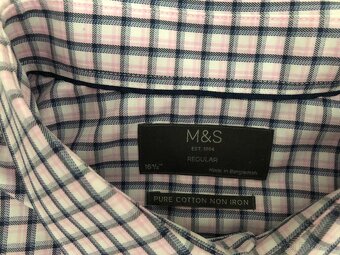 M&S
EST. 1884
REGULAR
16½"
Made in Bangladesh
PURE COTTON NON IRON